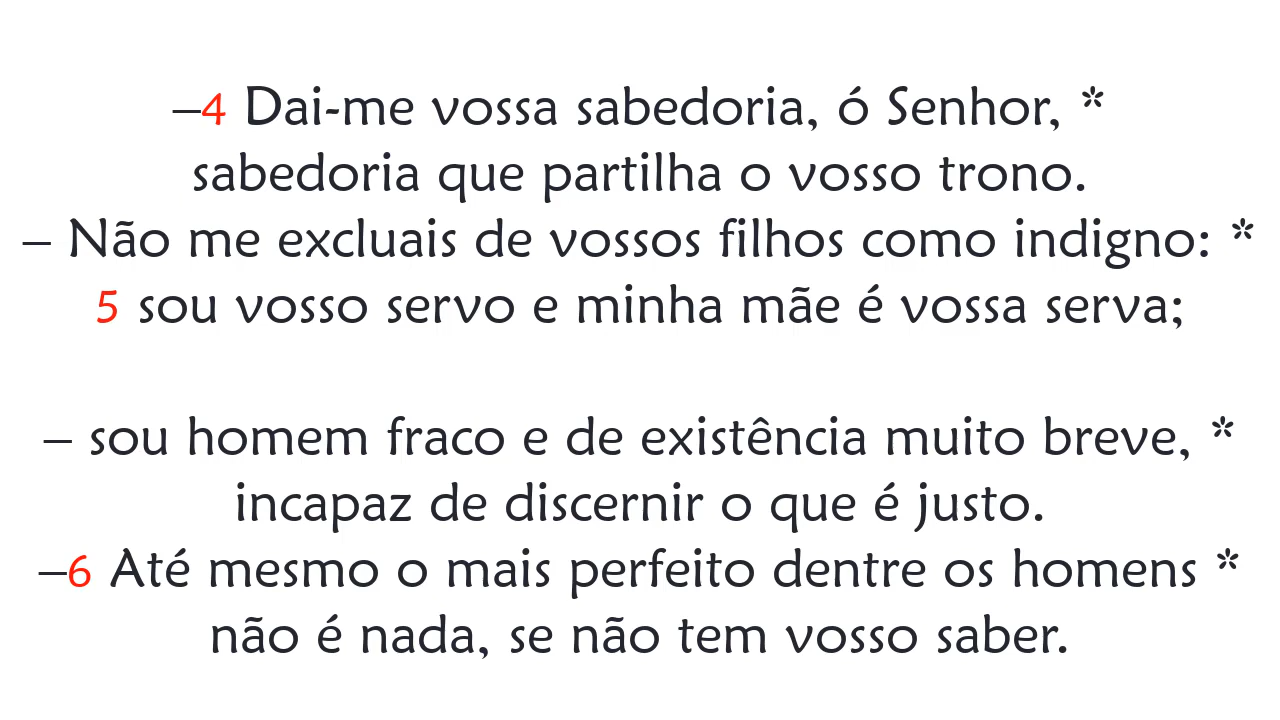 –4 Dai-me vossa sabedoria, ó Senhor, *
sabedoria que partilha o vosso trono.
– Não me excluais de vossos filhos como indigno: *
5 sou vosso servo e minha mãe é vossa serva;
– sou homem fraco e de existência muito breve, *
incapaz de discernir o que é justo.
–6 Até mesmo o mais perfeito dentre os homens *
não é nada, se não tem vosso saber.